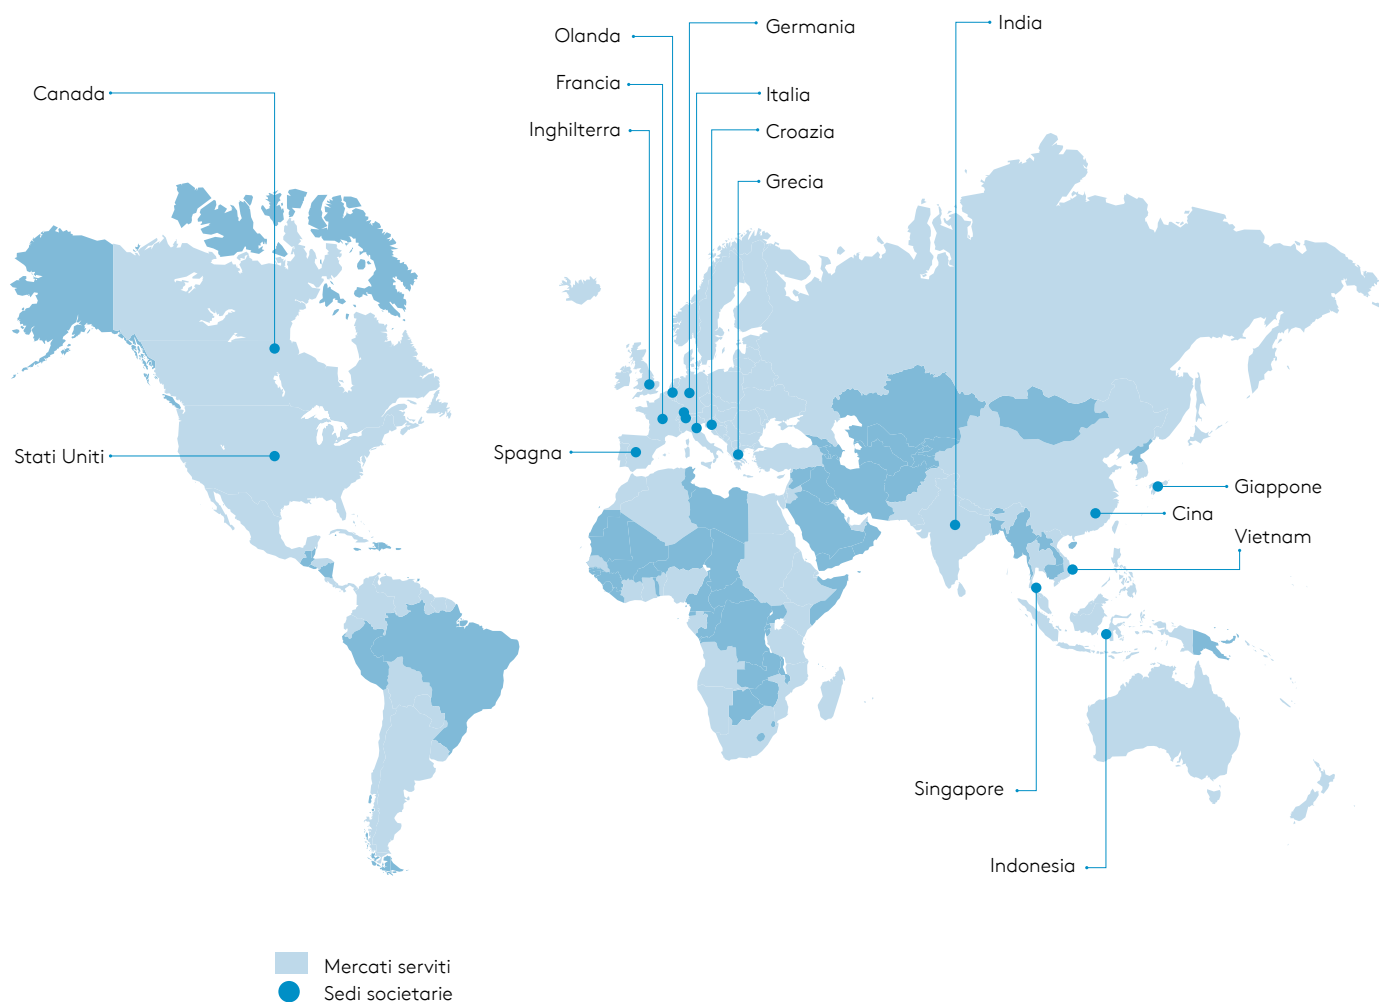 Germania
India
Olanda
Francia
Canada
Italia
Inghilterra
Croazia
Grecia
Spagna
Stati Uniti
Giappone
Cina
Vietnam
Singapore
Indonesia
Mercati serviti
Sedi societarie